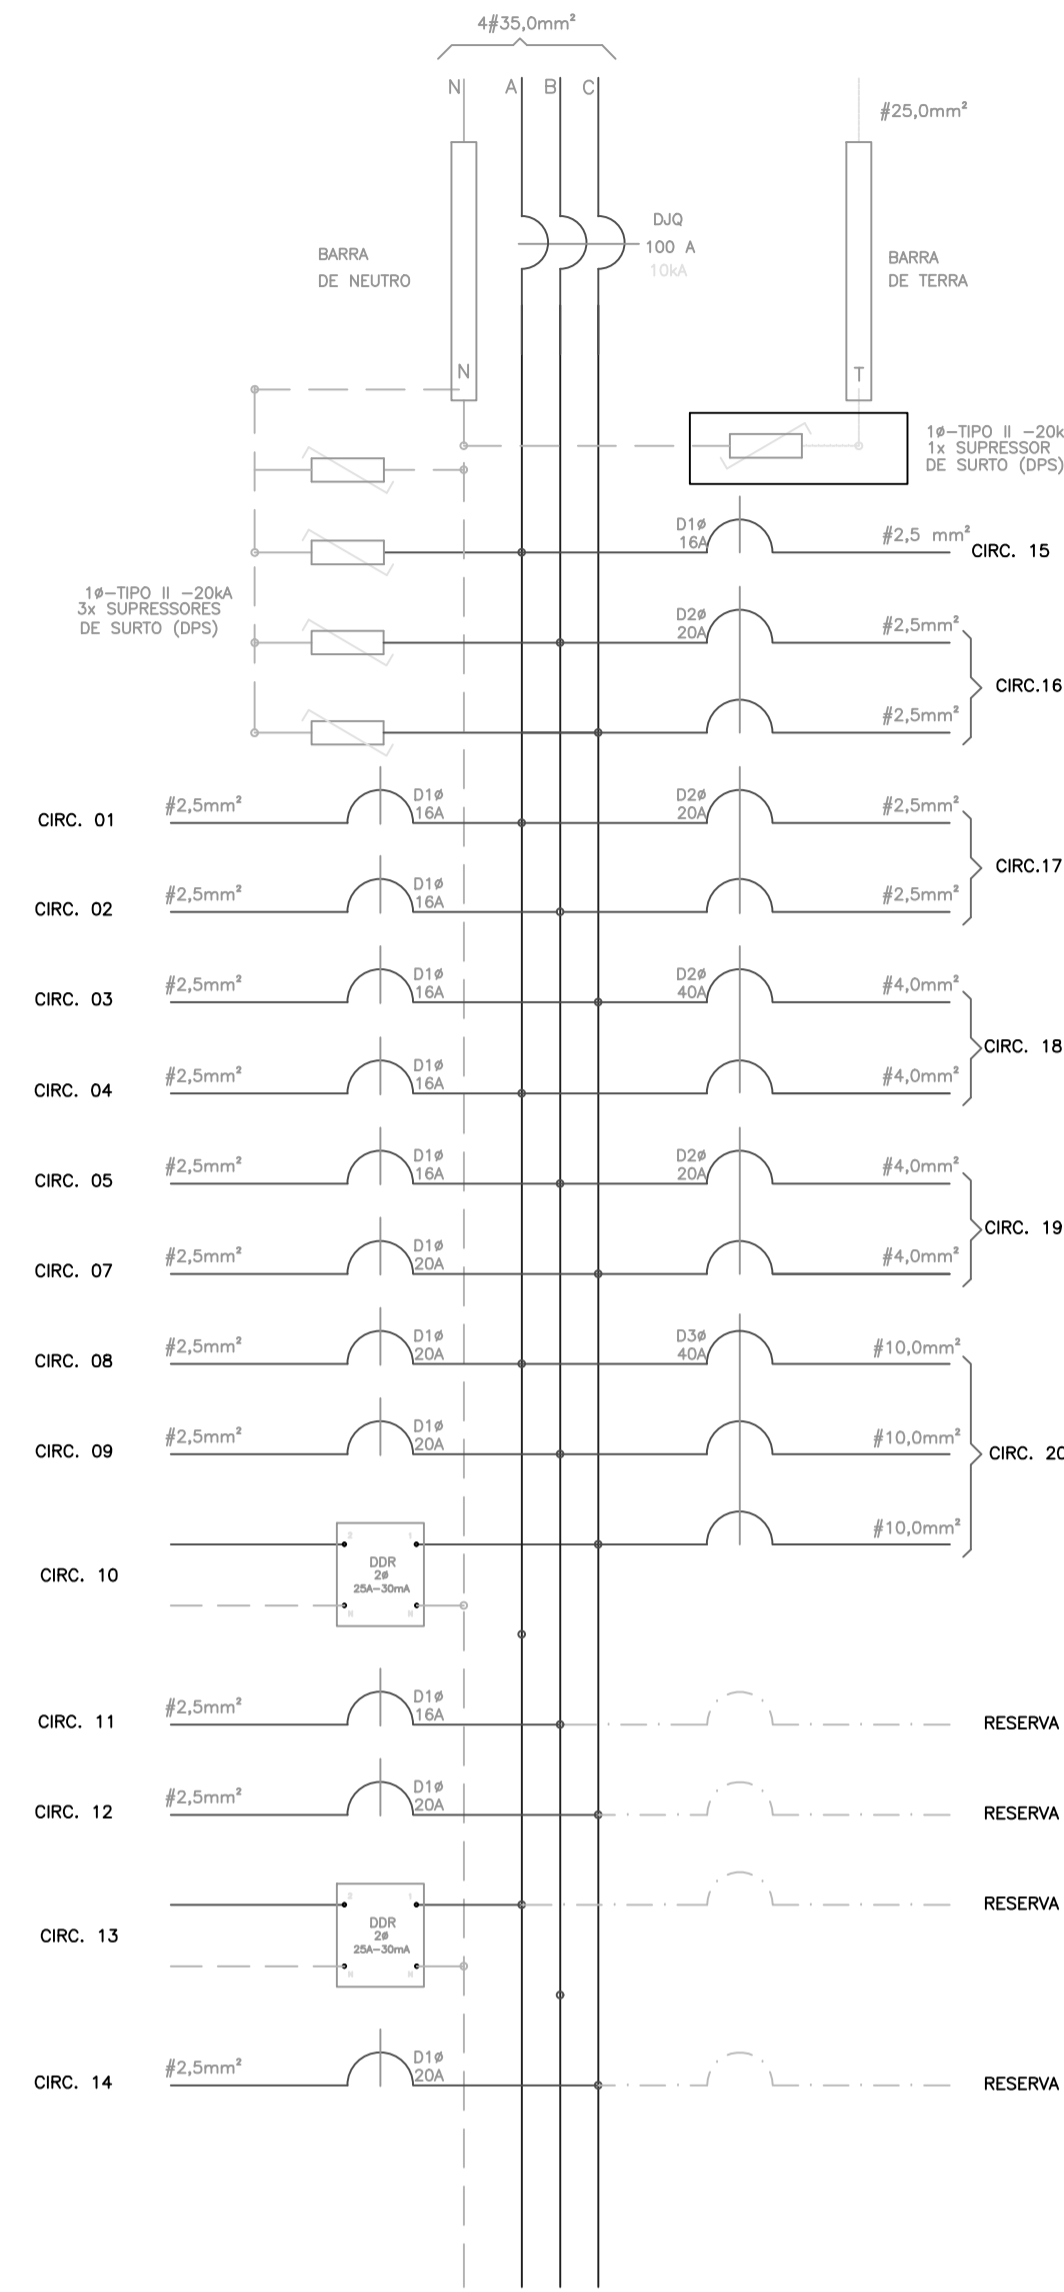 4#35,0mm²
N A B C
#25,0mm²
DJQ
100 A
10kA
BARRA
DE NEUTRO
BARRA
DE TERRA
N
T
1ø-TIPO II -20k
1x SUPRESSOR
DE SURTO (DPS)
1ø-TIPO II -20kA
3x SUPRESSORES
DE SURTO (DPS)
D1ø
16A
#2,5 mm²
CIRC. 15
D2ø
20A
#2,5mm²
CIRC.16
#2,5mm²
CIRC. 01
#2,5mm²
D1ø
16A
D2ø
20A
#2,5mm²
CIRC.17
CIRC. 02
#2,5mm²
D1ø
16A
#2,5mm²
CIRC. 03
#2,5mm²
D1ø
16A
D2ø
40A
#4,0mm²
CIRC. 18
CIRC. 04
#2,5mm²
D1ø
16A
#4,0mm²
CIRC. 05
#2,5mm²
D1ø
16A
D2ø
20A
#4,0mm²
CIRC. 19
CIRC. 07
#2,5mm²
D1ø
20A
#4,0mm²
CIRC. 08
#2,5mm²
D1ø
20A
D3ø
40A
#10,0mm²
CIRC. 09
#2,5mm²
D1ø
20A
#10,0mm²
CIRC. 20
#10,0mm²
CIRC. 10
2 1
DDR
2ø
25A-30mA
N N
CIRC. 11
#2,5mm²
D1ø
16A
RESERVA
CIRC. 12
#2,5mm²
D1ø
20A
RESERVA
RESERVA
CIRC. 13
2 1
DDR
2ø
25A-30mA
N N
CIRC. 14
#2,5mm²
D1ø
20A
RESERVA